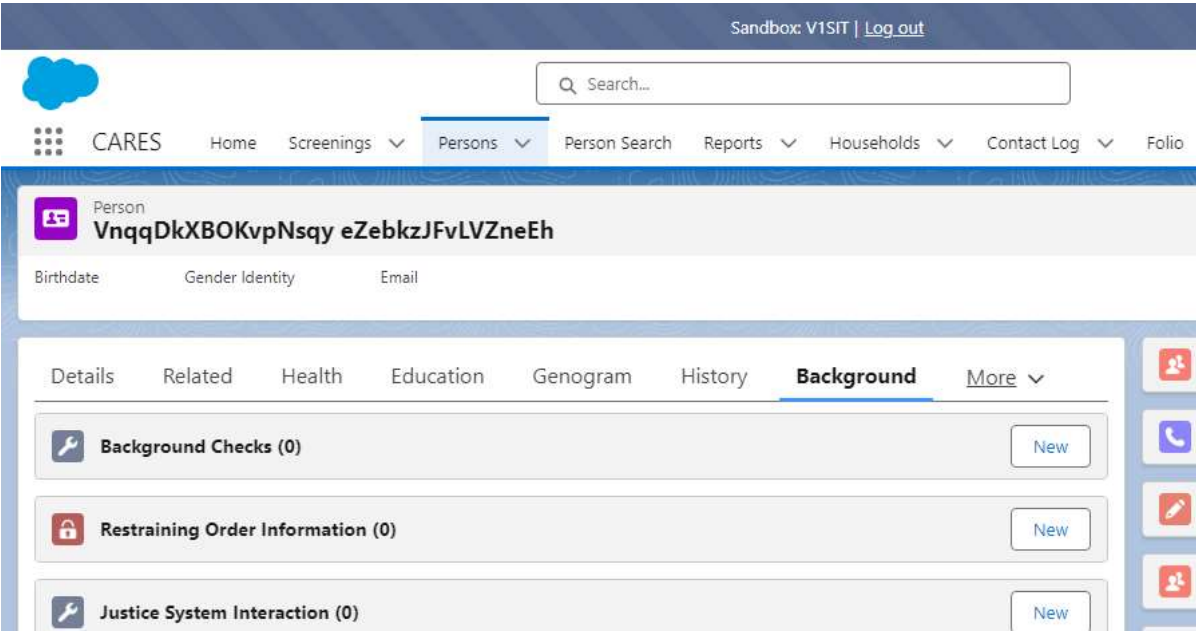 Sandbox: V1SIT | Log out
Search...
CARES Home Screenings Persons Person Search Reports Households Contact Log Folio
Person
VnqqDkXBOKvpNsqy eZebkzJFvLVZneEh
Birthdate Gender Identity Email
Details Related Health Education Genogram History Background More
Background Checks (0) New
Restraining Order Information (0) New
Justice System Interaction (0) New